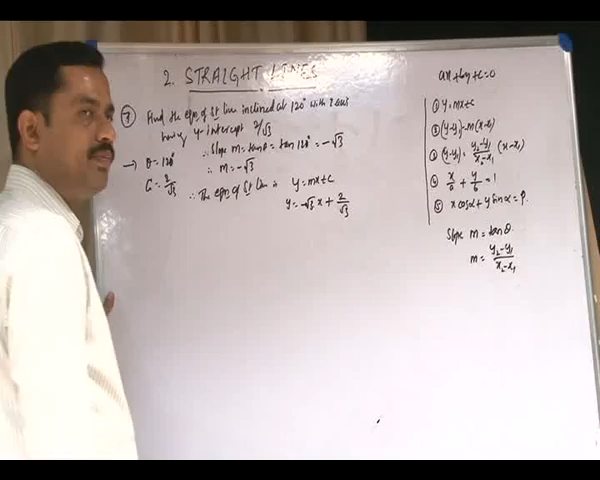 2. STRAIGHT LINES
7) Find the eqn of St line inclined at 120° with X axis
having y-intercept 2/√3
→ θ = 120° ∴ Slope m = tanθ = tan 120° = -√3
∴ m = -√3
C = 2/√3 ∴ The eqn of St Line is y = mx + c
y = -√3 x + 2/√3
ax + by + c = 0
① y = mx + c
② (y-y₁) = m(x-x₁)
③ (y-y₁) = y₂-y₁/x₂-x₁ (x-x₁)
④ x/a + y/b = 1
⑤ x cosα + y sinα = P.
Slope m = tanθ.
m = y₂-y₁/x₂-x₁